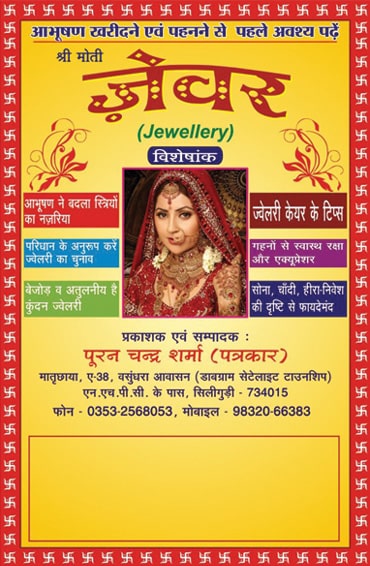 आभूषण खरीदने एवं पहनने से पहले अवश्य पढ़ें
श्री मोती
ज़ेवर
(Jewellery)
विशेषांक
आभूषण ने बदला स्त्रियों
का नज़रिया
परिधान के अनुरूप करें
ज्वेलरी का चुनाव
बेजोड़ व अतुलनीय है
कुंदन ज्वेलरी
ज्वेलरी केयर के टिप्स
गहनों से स्वास्थ रक्षा
और एक्यूप्रेशर
सोना, चाँदी, हीरा-निवेश
की दृष्टि से फायदेमंद
प्रकाशक एवं सम्पादक :
पूरन चन्द्र शर्मा (पत्रकार)
मातृछाया, ए-38, वसुंधरा आवासन (डाबग्राम सेटेलाइट टाउनशिप)
एन.एच.पी.सी. के पास, सिलीगुड़ी - 734015
फोन - 0353-2568053, मोबाइल - 98320-66383